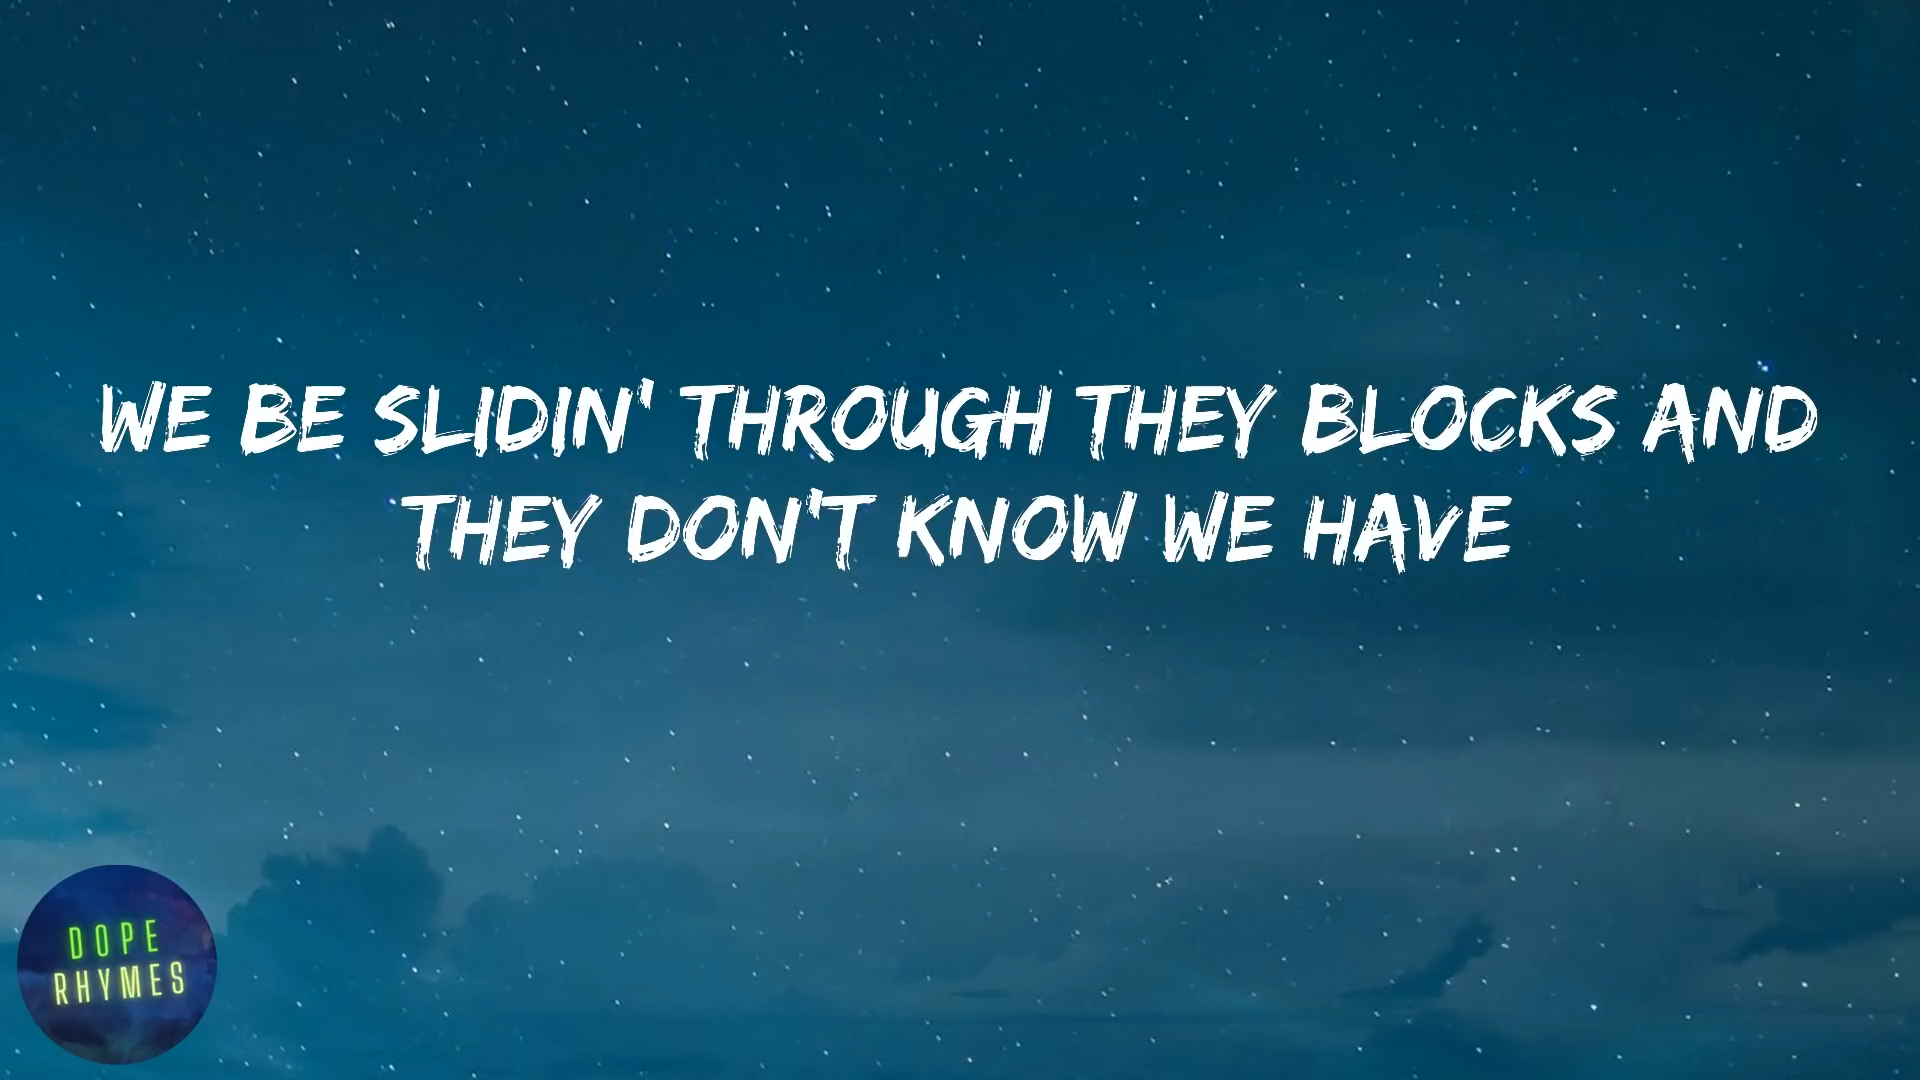 WE BE SLIDIN' THROUGH THEY BLOCKS AND
THEY DON'T KNOW WE HAVE
DOPE
RHYMES